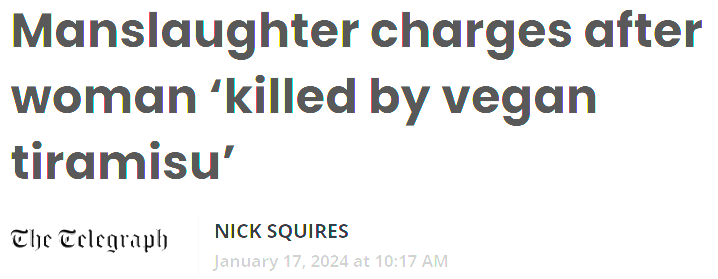 Manslaughter charges after
woman ‘killed by vegan
tiramisu’
The Telegraph
NICK SQUIRES
January 17, 2024 at 10:17 AM